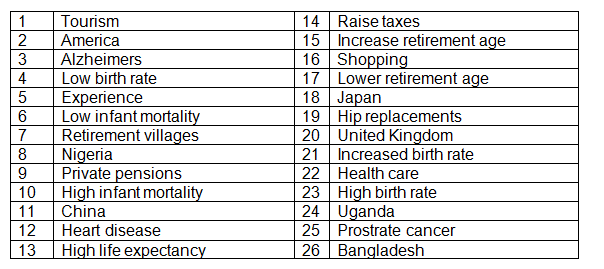 1 Tourism 14 Raise taxes
2 America 15 Increase retirement age
3 Alzheimers 16 Shopping
4 Low birth rate 17 Lower retirement age
5 Experience 18 Japan
6 Low infant mortality 19 Hip replacements
7 Retirement villages 20 United Kingdom
8 Nigeria 21 Increased birth rate
9 Private pensions 22 Health care
10 High infant mortality 23 High birth rate
11 China 24 Uganda
12 Heart disease 25 Prostrate cancer
13 High life expectancy 26 Bangladesh